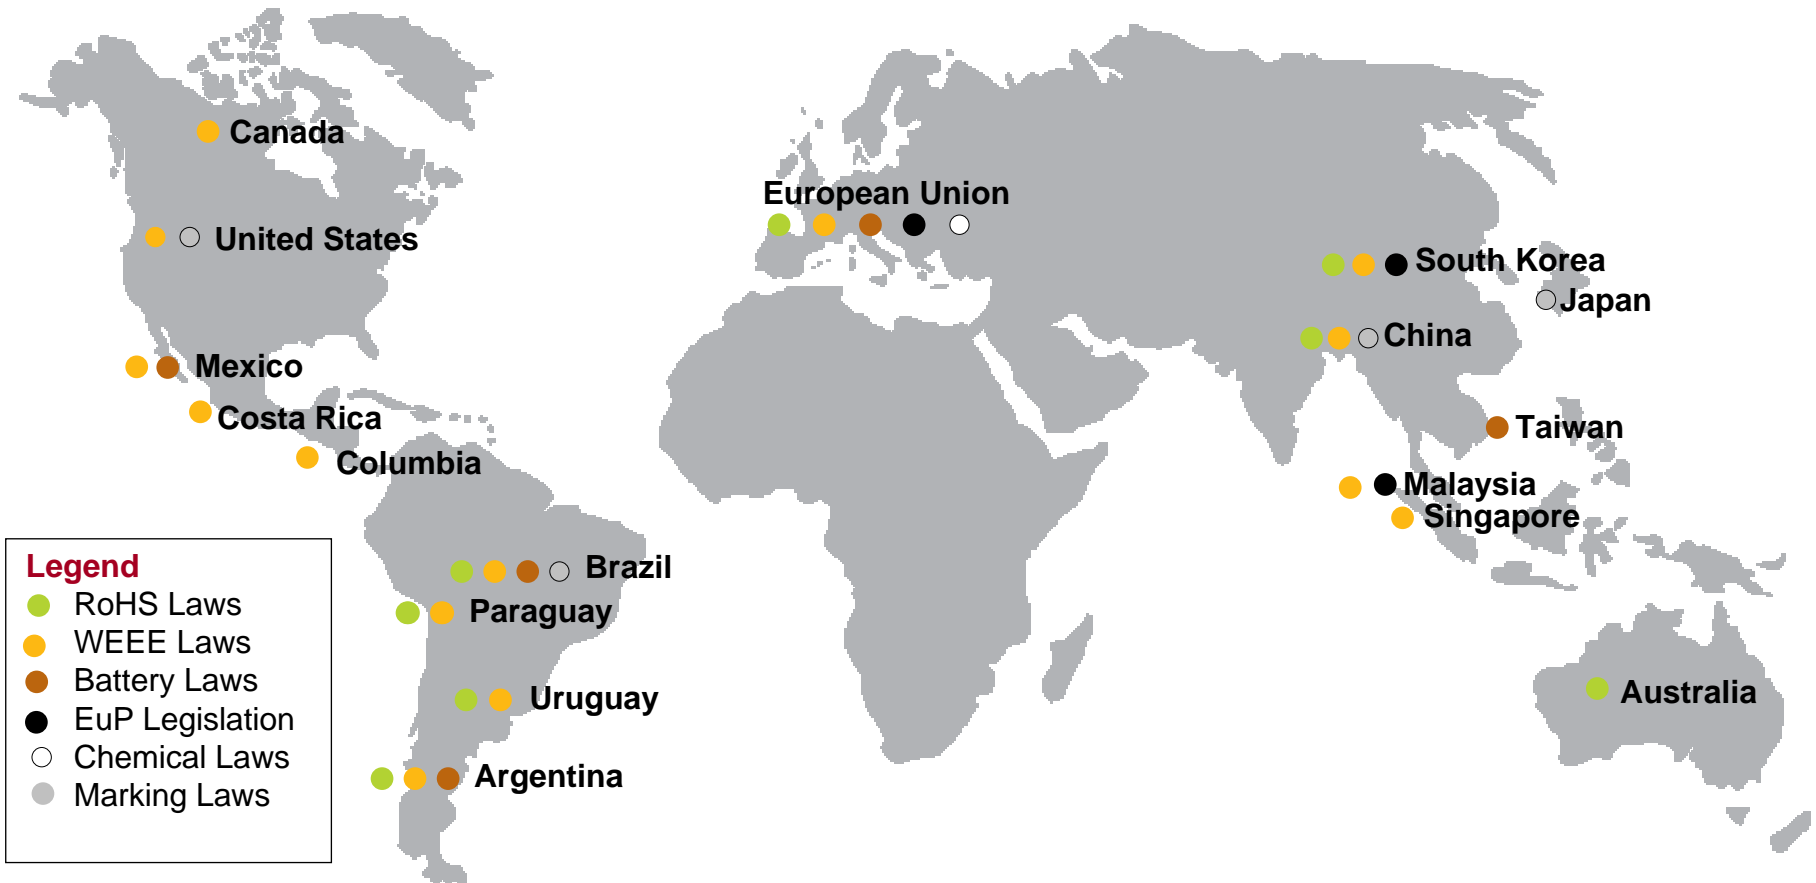 Canada
European Union
United States
South Korea
Japan
China
Mexico
Costa Rica
Taiwan
Columbia
Malaysia
Singapore
Brazil
Paraguay
Uruguay
Australia
Argentina
Legend
RoHS Laws
WEEE Laws
Battery Laws
EuP Legislation
Chemical Laws
Marking Laws